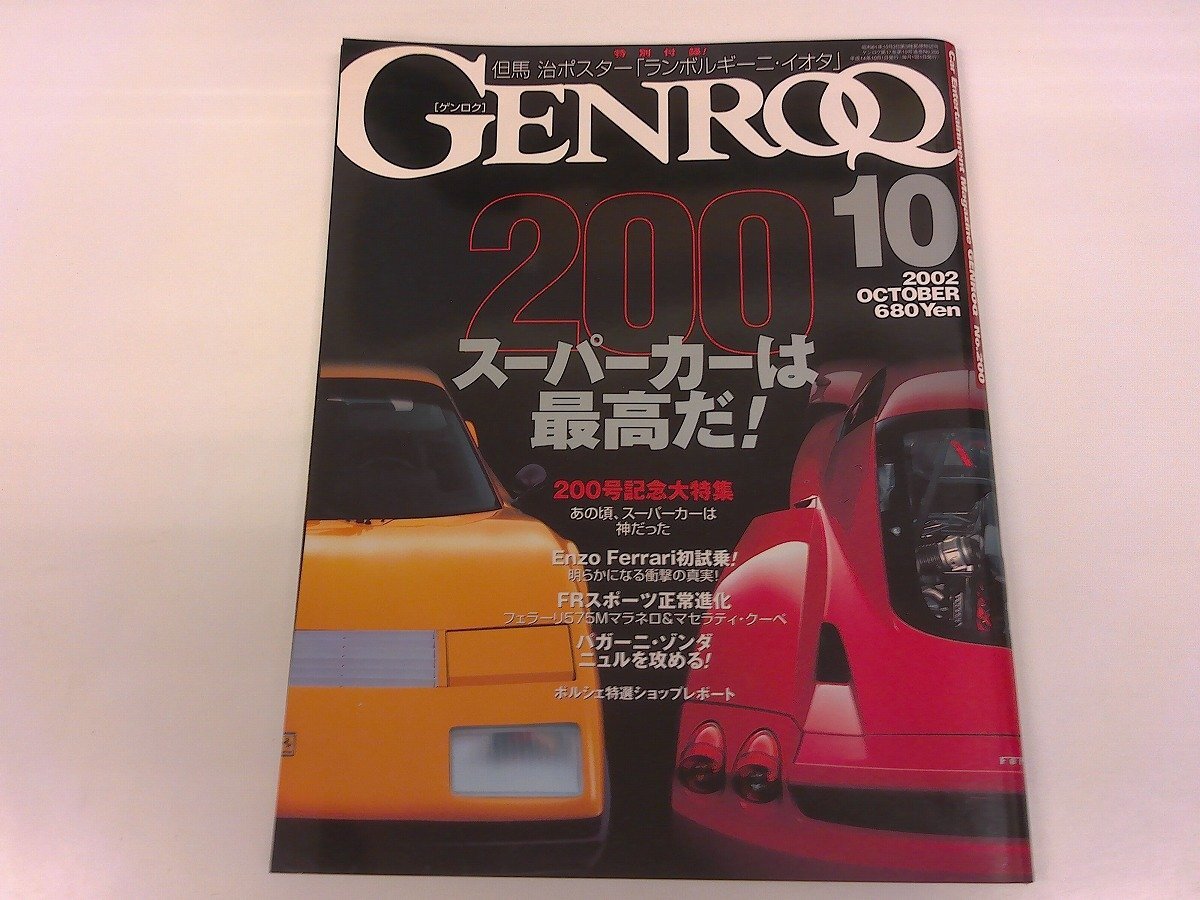 特別付録!
但馬 治ポスター「ランボルギーニ・イオタ」
[ゲンロク]
GENROQ
200
10
2002
OCTOBER
680Yen
スーパーカーは
最高だ!
200号記念大特集
あの頃、スーパーカーは
神だった
Enzo Ferrari初試乗!
明らかになる衝撃の真実!
FRスポーツ正常進化
フェラーリ575Mマラネロ&マセラティ・クーペ
パガーニ・ゾンダ
ニュルを攻める!
ポルシェ特選ショップレポート
Car Entertainment Magazine GENROQ No.200